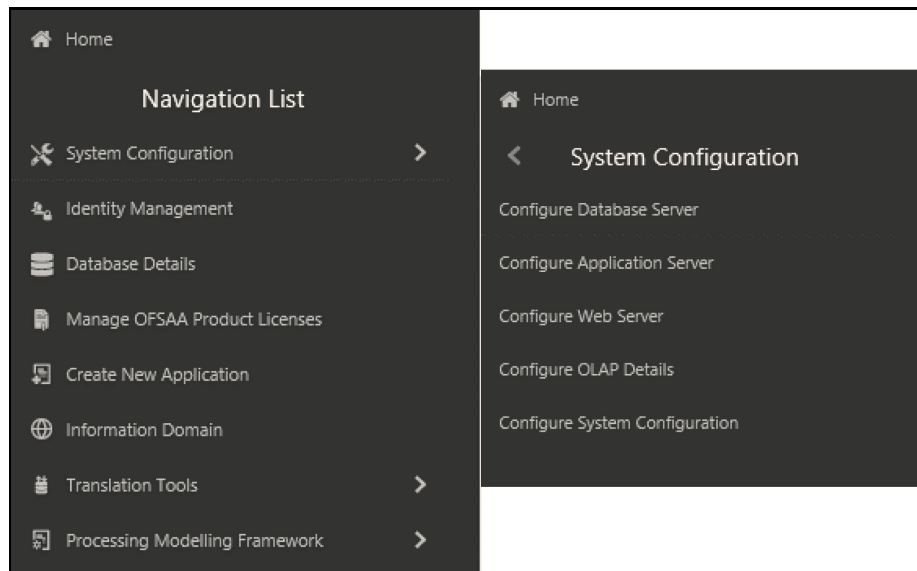 Home
Navigation List
System Configuration
Identity Management
Database Details
Manage OFSAA Product Licenses
Create New Application
Information Domain
Translation Tools
Processing Modelling Framework
Home
System Configuration
Configure Database Server
Configure Application Server
Configure Web Server
Configure OLAP Details
Configure System Configuration